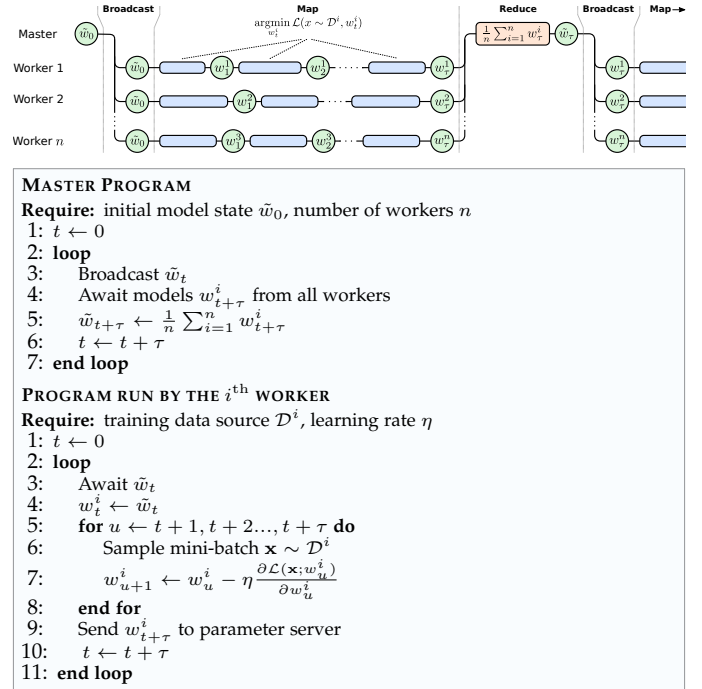 Broadcast Map Reduce Broadcast Map
argmin_{w_t^i} ℒ(x ∼ 𝒟^i, w_t^i)
Master w̃_0 1/n ∑_{i=1}^n w_τ^i w̃_τ
Worker 1 w̃_0 w_1^1 w_2^1 ... w_τ^1 w_τ^1
Worker 2 w̃_0 w_1^2 ... w_τ^2 w_τ^2
Worker n w̃_0 w_1^3 w_2^3 ... w_τ^n w_τ^n
MASTER PROGRAM
Require: initial model state w̃_0, number of workers n
1: t ← 0
2: loop
3: Broadcast w̃_t
4: Await models w_{t+τ}^i from all workers
5: w̃_{t+τ} ← 1/n ∑_{i=1}^n w_{t+τ}^i
6: t ← t + τ
7: end loop
PROGRAM RUN BY THE i^th WORKER
Require: training data source 𝒟^i, learning rate η
1: t ← 0
2: loop
3: Await w̃_t
4: w_t^i ← w̃_t
5: for u ← t + 1, t + 2..., t + τ do
6: Sample mini-batch x ∼ 𝒟^i
7: w_{u+1}^i ← w_u^i − η ∂ℒ(x;w_u^i)/∂w_u^i
8: end for
9: Send w_{t+τ}^i to parameter server
10: t ← t + τ
11: end loop